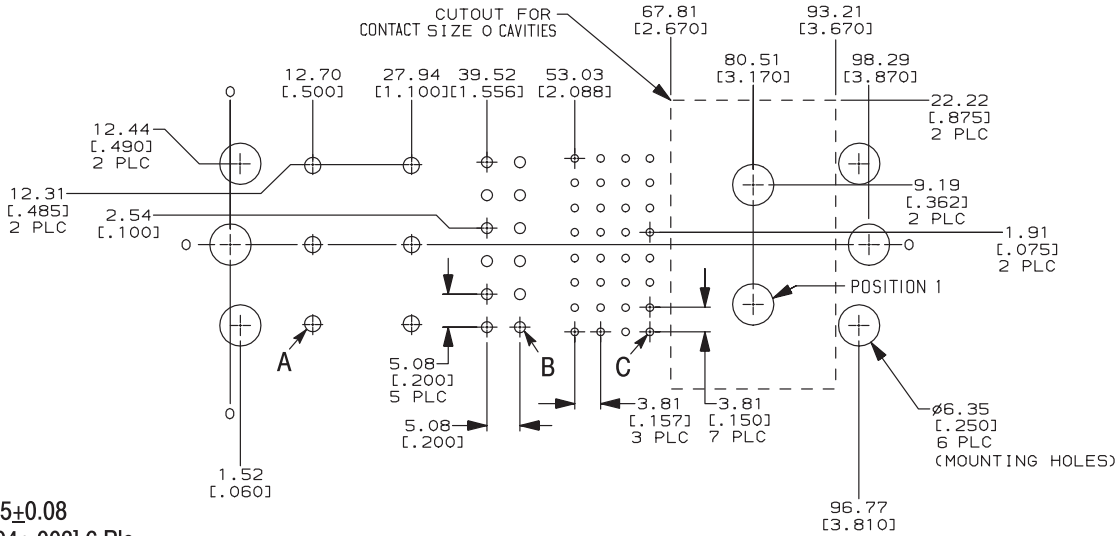 CUTOUT FOR
CONTACT SIZE O CAVITIES
67.81
[2.670]
93.21
[3.670]
80.51
[3.170]
98.29
[3.870]
12.70
[.500]
27.94
[1.100]
39.52
[1.556]
53.03
[2.088]
O
22.22
[.875]
2 PLC
12.44
[.490]
2 PLC
12.31
[.485]
2 PLC
9.19
[.362]
2 PLC
2.54
[.100]
1.91
[.075]
2 PLC
O
O
POSITION 1
A
B
C
5.08
[.200]
5 PLC
3.81
[.157]
3 PLC
3.81
[.150]
7 PLC
O
5.08
[.200]
Ø6.35
[.250]
6 PLC
(MOUNTING HOLES)
1.52
[.060]
96.77
[3.810]
5±0.08